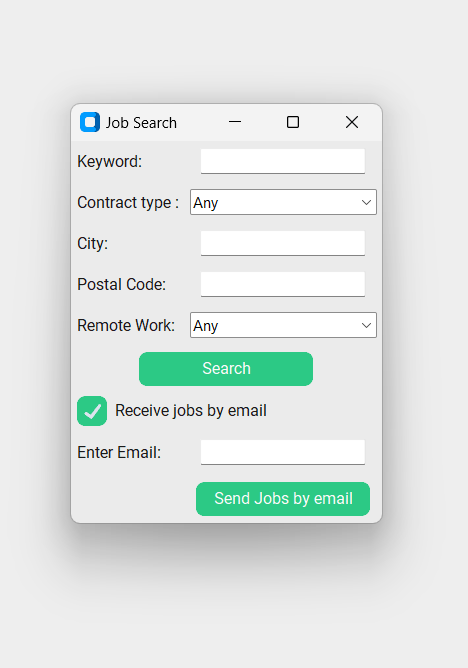 Job Search
Keyword:
Contract type : Any
City:
Postal Code:
Remote Work: Any
Search
Receive jobs by email
Enter Email:
Send Jobs by email